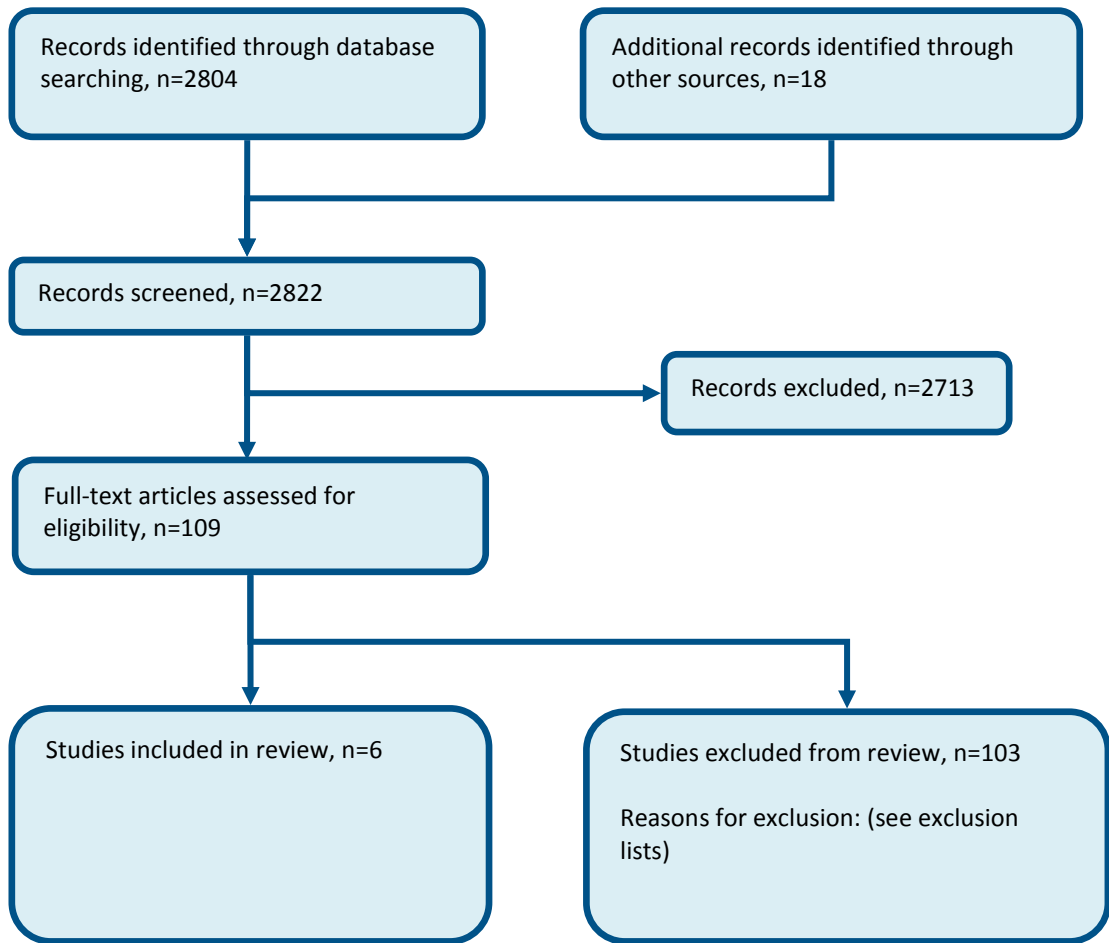 Records identified through database
searching, n=2804
Additional records identified through
other sources, n=18
Records screened, n=2822
Records excluded, n=2713
Full-text articles assessed for
eligibility, n=109
Studies included in review, n=6
Studies excluded from review, n=103
Reasons for exclusion: (see exclusion
lists)